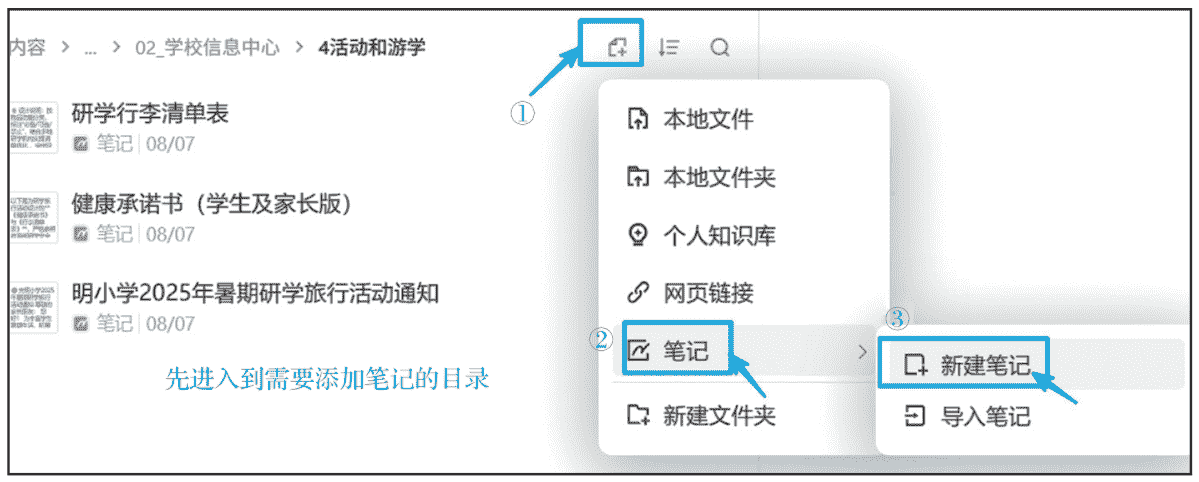 内容 > ... > 02_学校信息中心 > 4活动和游学
①
研学行李清单表
笔记 | 08/07
健康承诺书（学生及家长版）
笔记 | 08/07
明小学2025年暑期研学旅行活动通知
笔记 | 08/07
先进入到需要添加笔记的目录
本地文件
本地文件夹
个人知识库
网页链接
② 笔记 >
新建文件夹
③
新建笔记
导入笔记